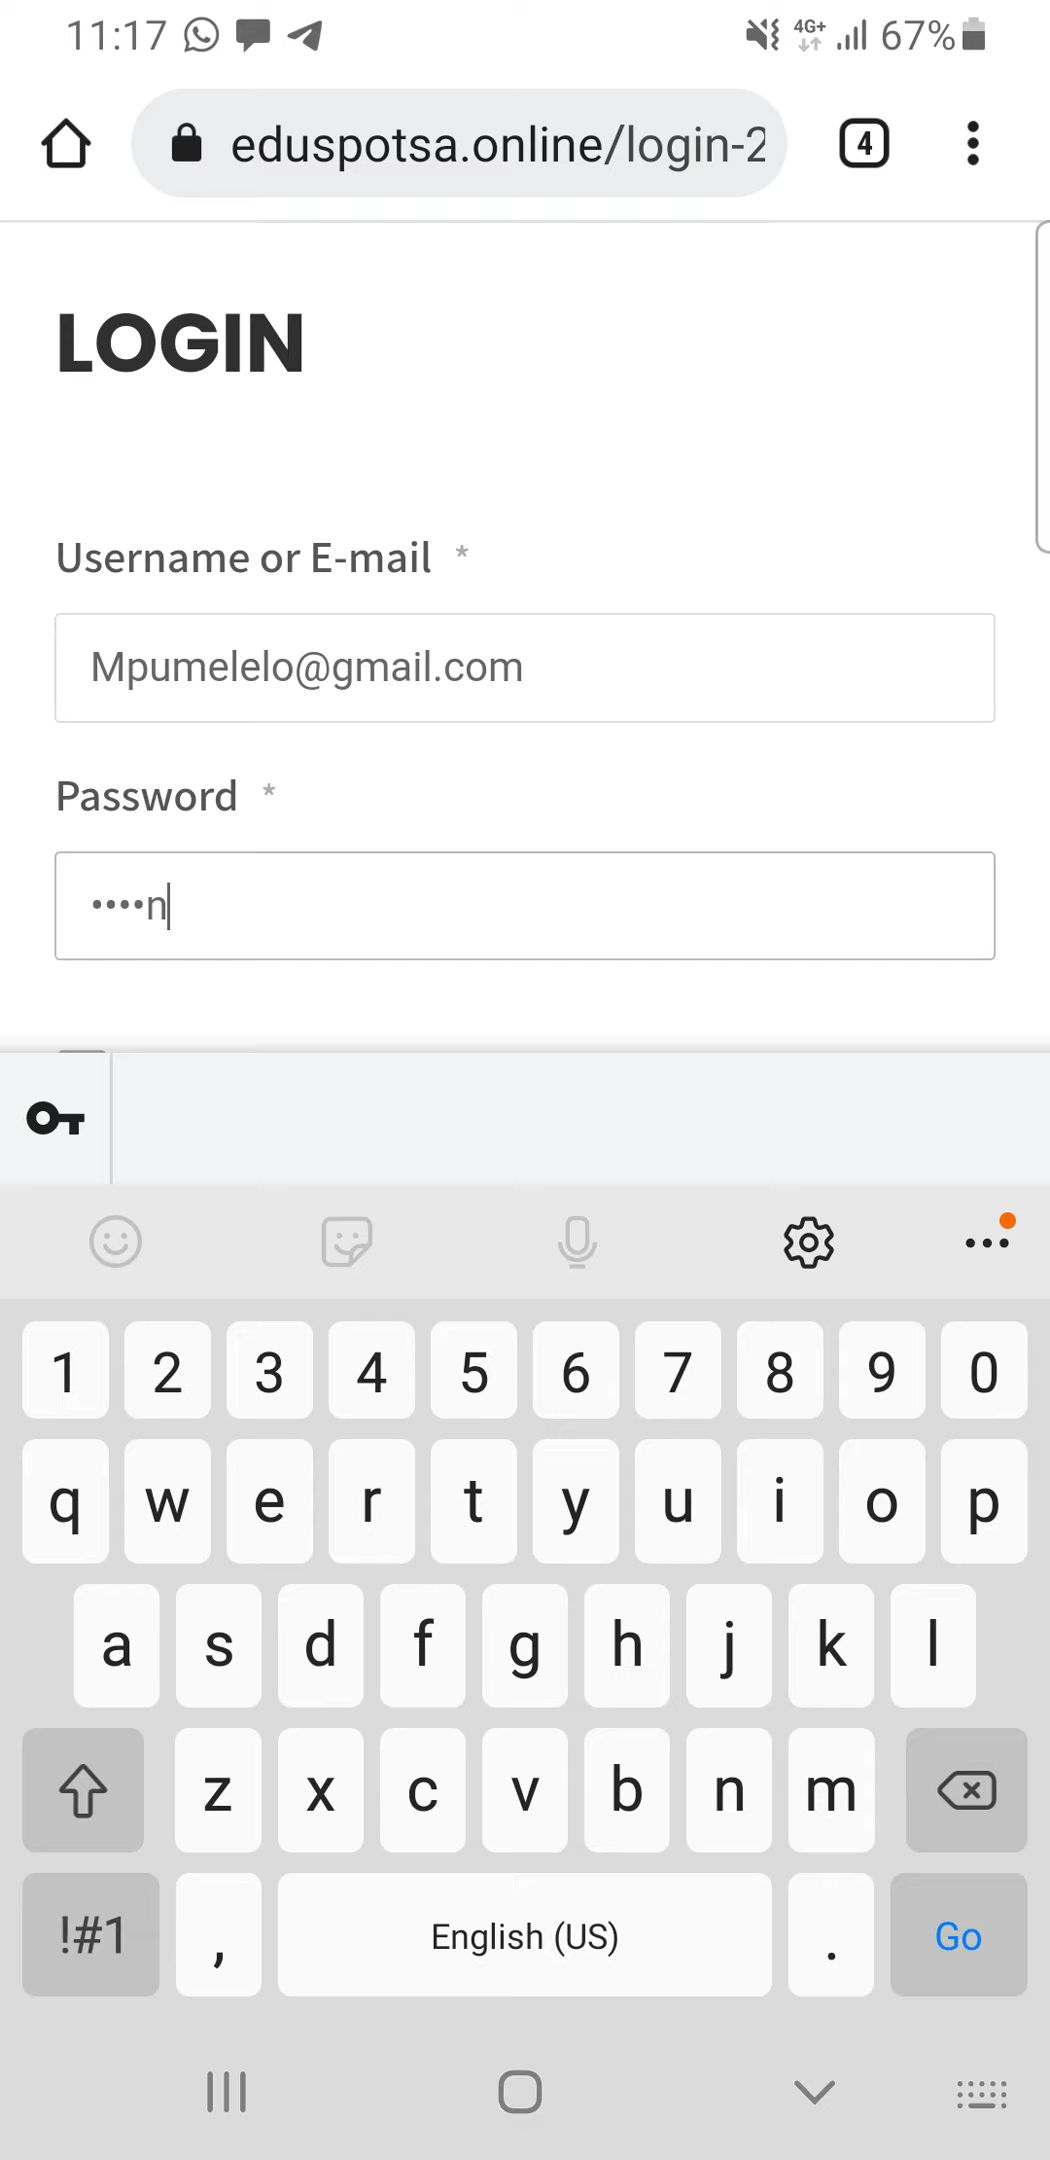 11:17 4G+ 67%
eduspotsa.online/login-2 4
LOGIN
Username or E-mail *
Mpumelelo@gmail.com
Password *
••••n
1 2 3 4 5 6 7 8 9 0
q w e r t y u i o p
a s d f g h j k l
z x c v b n m
!#1 , English (US) . Go